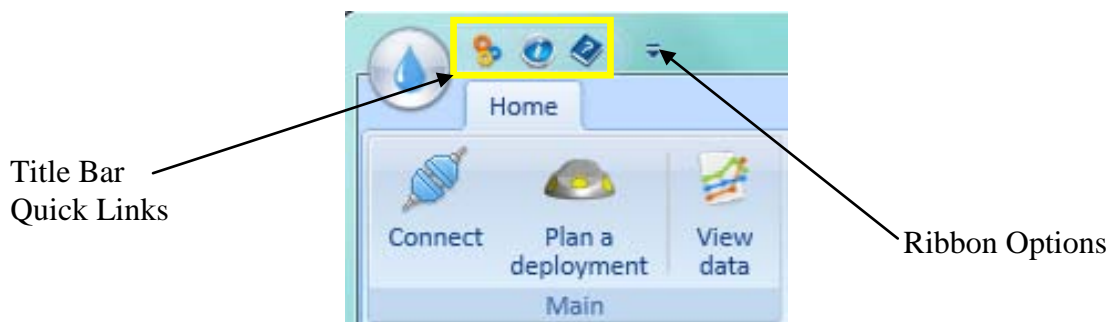 Home
Title Bar
Quick Links
Connect
Plan a
deployment
View
data
Ribbon Options
Main